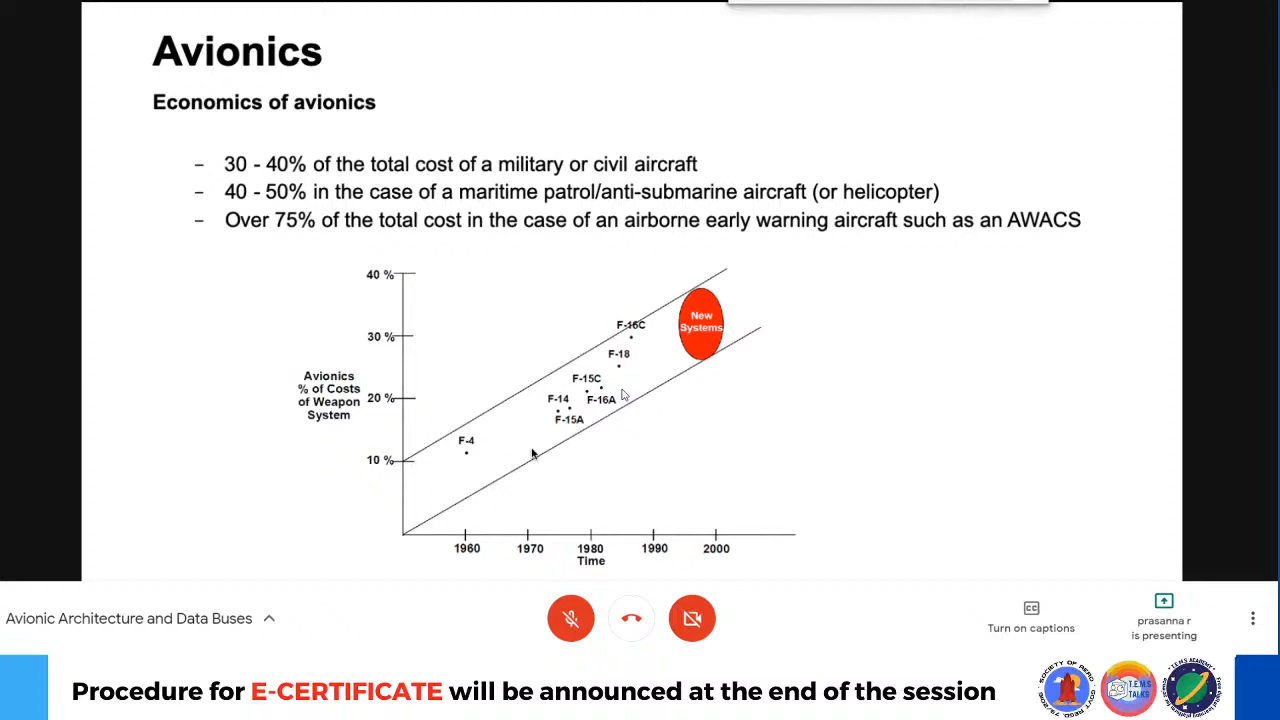 Avionics
Economics of avionics
- 30 - 40% of the total cost of a military or civil aircraft
- 40 - 50% in the case of a maritime patrol/anti-submarine aircraft (or helicopter)
- Over 75% of the total cost in the case of an airborne early warning aircraft such as an AWACS
40 %
30 %
20 %
10 %
Avionics
% of Costs
of Weapon
System
F-4
F-14
F-15A
F-15C
F-16A
F-18
F-16C
New
Systems
1960 1970 1980 1990 2000
Time
Avionic Architecture and Data Buses
CC
Turn on captions
prasanna r
is presenting
Procedure for E-CERTIFICATE will be announced at the end of the session
T.E.M.S
TALKS